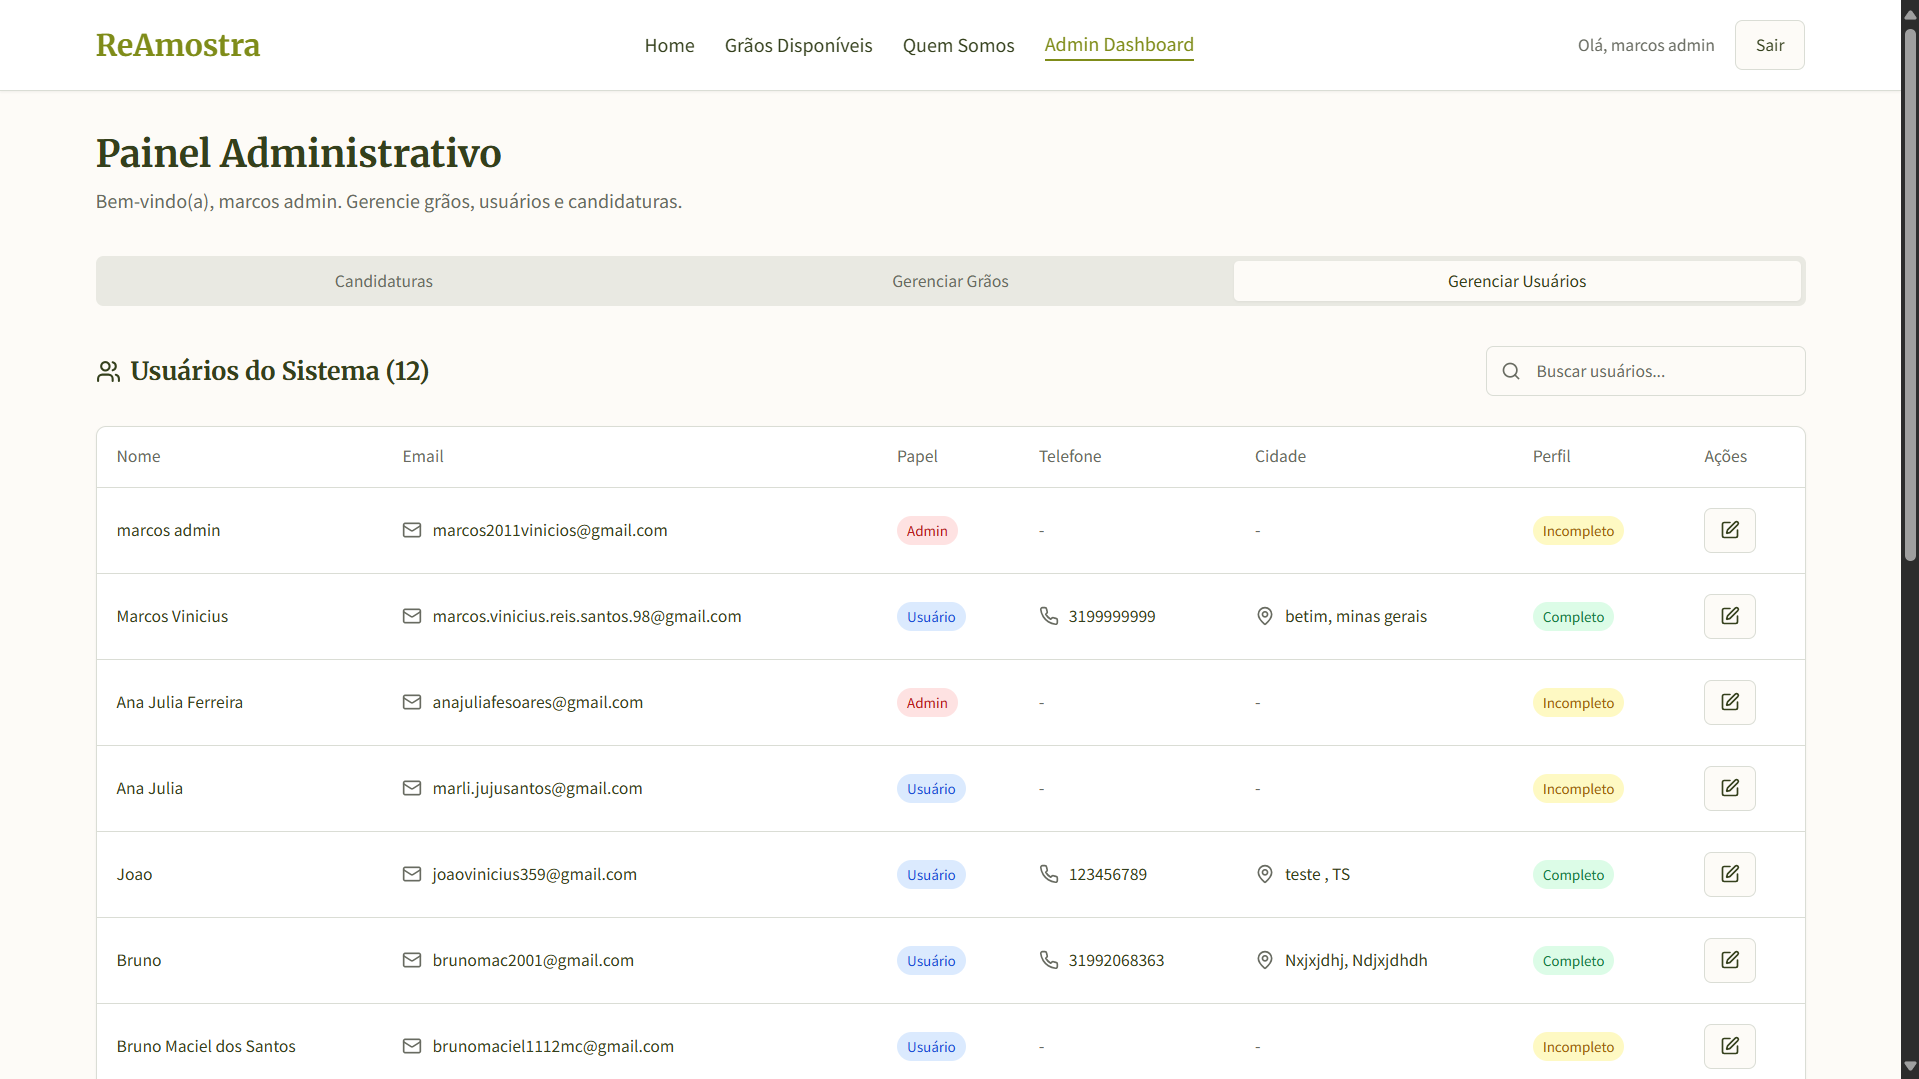 ReAmostra Home Grãos Disponíveis Quem Somos Admin Dashboard Olá, marcos admin Sair
Painel Administrativo
Bem-vindo(a), marcos admin. Gerencie grãos, usuários e candidaturas.
Candidaturas Gerenciar Grãos Gerenciar Usuários
Usuários do Sistema (12) Buscar usuários...
Nome Email Papel Telefone Cidade Perfil Ações
marcos admin marcos2011vinicios@gmail.com Admin - - Incompleto
Marcos Vinicius marcos.vinicius.reis.santos.98@gmail.com Usuário 3199999999 betim, minas gerais Completo
Ana Julia Ferreira anajuliafesoares@gmail.com Admin - - Incompleto
Ana Julia marli.jujusantos@gmail.com Usuário - - Incompleto
Joao joaovinicius359@gmail.com Usuário 123456789 teste , TS Completo
Bruno brunomac2001@gmail.com Usuário 31992068363 Nxjxjdhj, Ndjxjdhdh Completo
Bruno Maciel dos Santos brunomaciel1112mc@gmail.com Usuário - - Incompleto